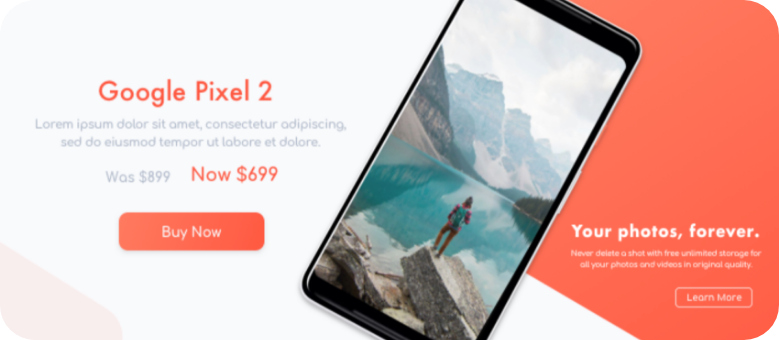 Google Pixel 2
Lorem ipsum dolor sit amet, consectetur adipiscing,
sed do eiusmod tempor ut labore et dolore.
Was $899 Now $699
Buy Now
Your photos, forever.
Never delete a shot with free unlimited storage for
all your photos and videos in original quality.
Learn More